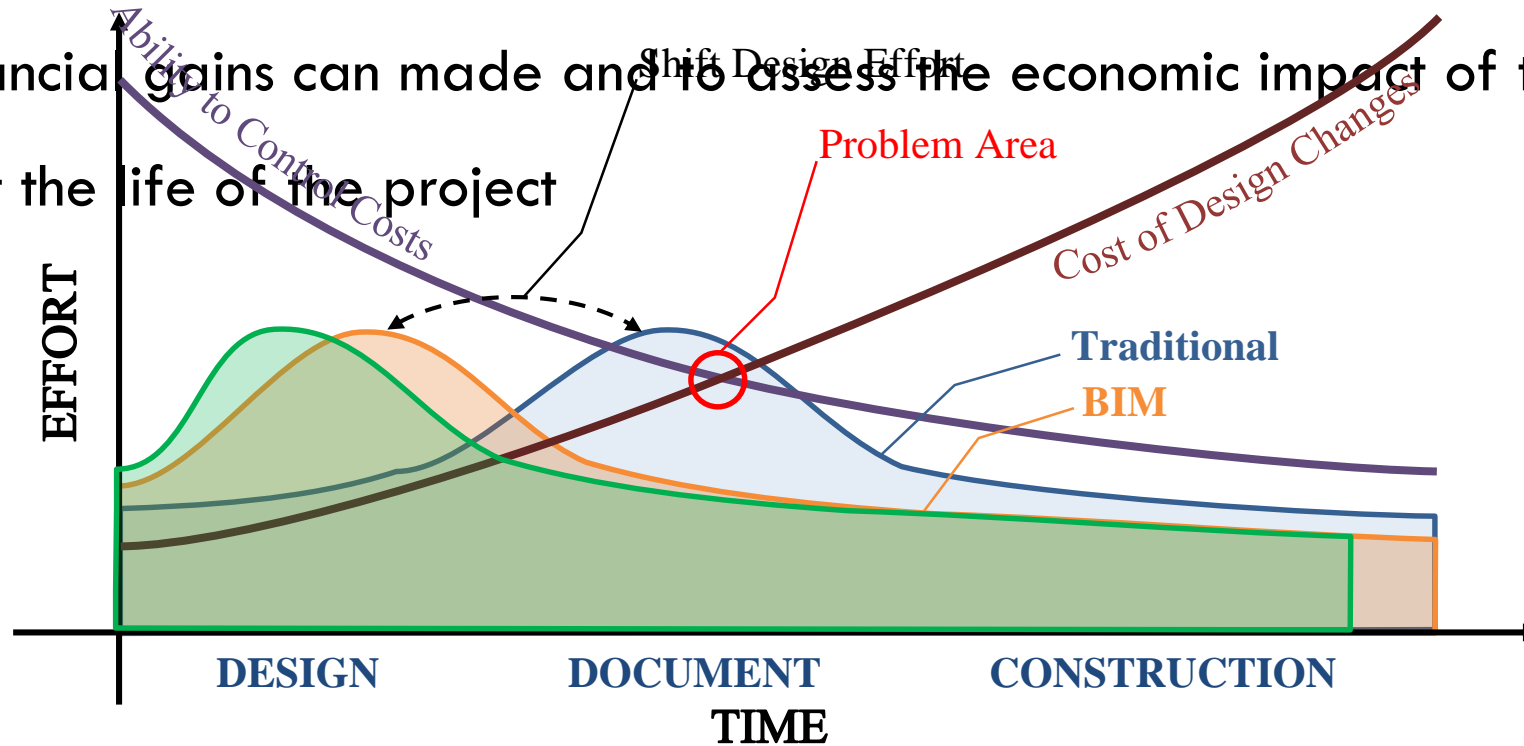 Ability to Control Costs
ncial gains can made and to assess the economic impact of
Shift Design Effort
Problem Area
Cost of Design Changes
the life of the project
EFFORT
Traditional
BIM
DESIGN
DOCUMENT
CONSTRUCTION
TIME